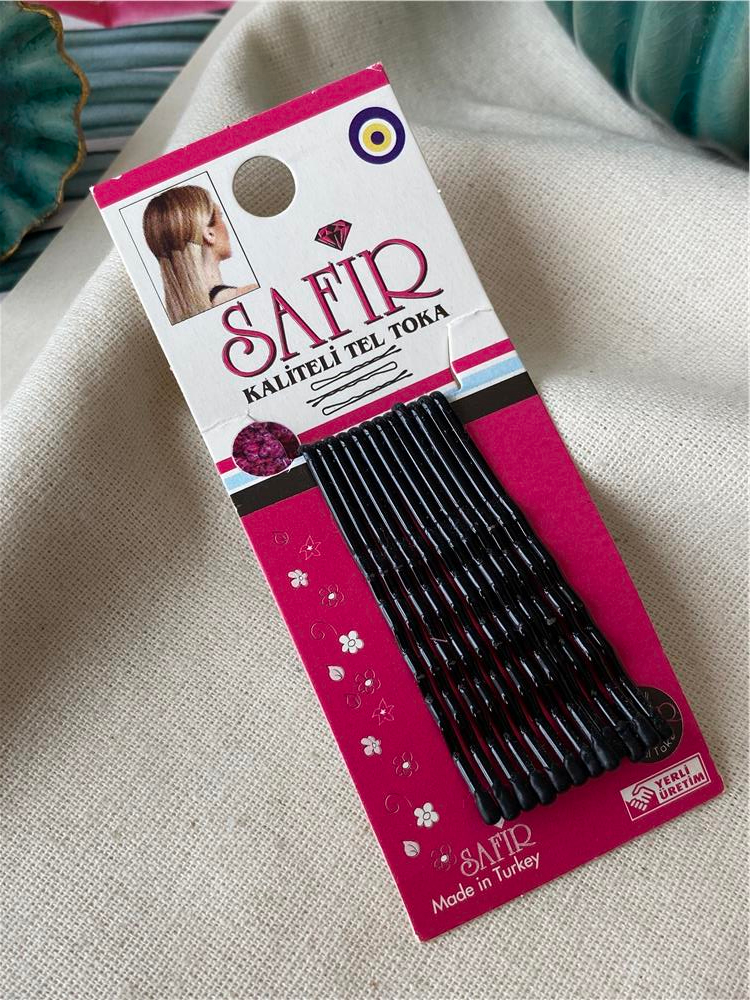 SAFIR
KALİTELİ TEL TOKA
YERLİ
ÜRETİM
SAFIR
Made in Turkey